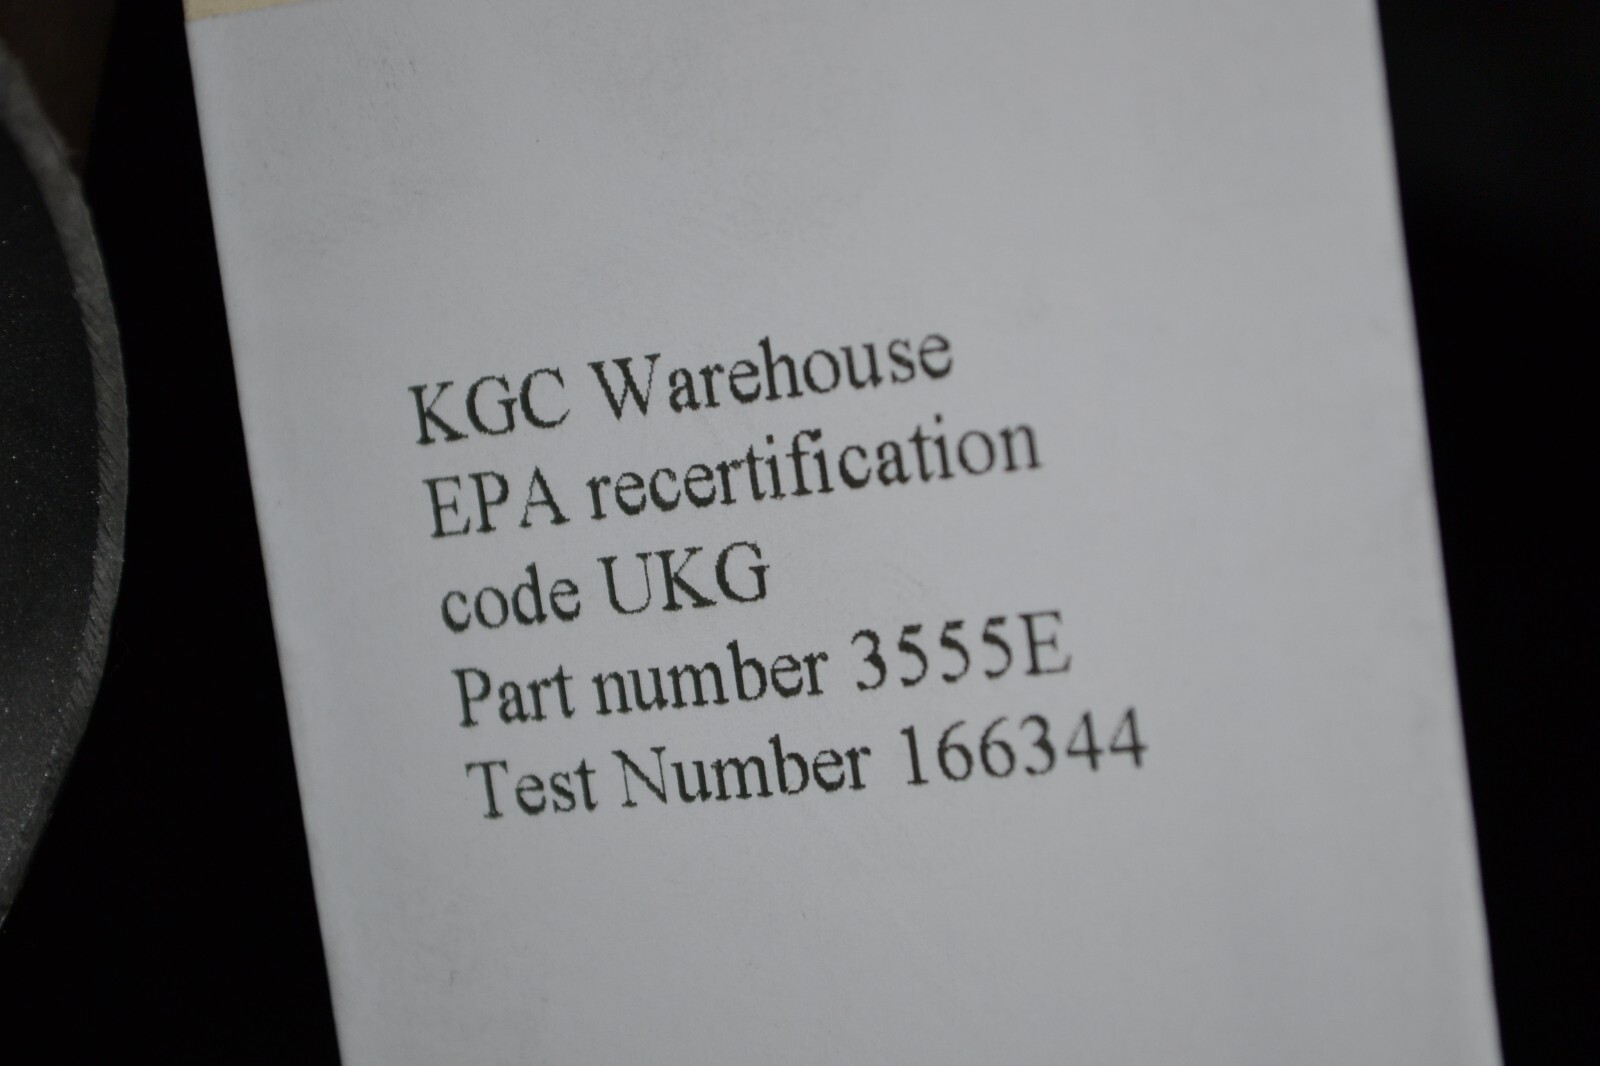 KGC Warehouse
EPA recertification
code UKG
Part number 3555E
Test Number 166344